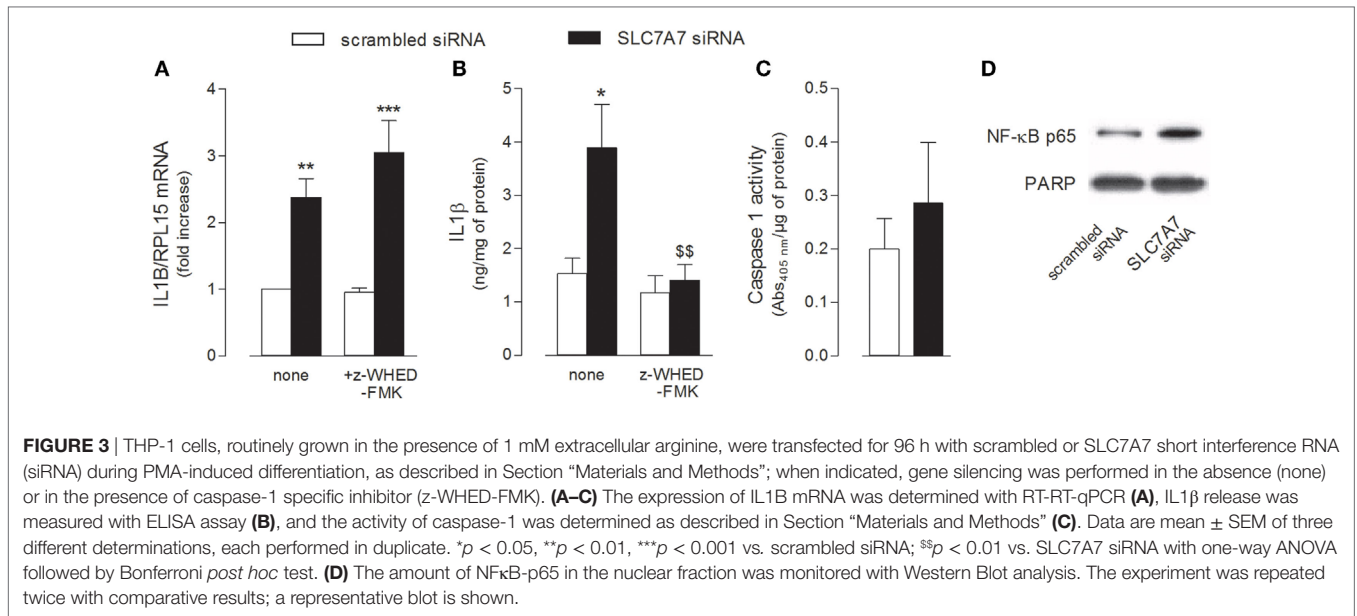 scrambled siRNA
SLC7A7 siRNA
A
IL1B/RPL15 mRNA
(fold increase)
4
3
2
1
0
**
***
none
+z-WHED
-FMK
B
IL1β
(ng/mg of protein)
5
4
3
2
1
0
*
$$
none
z-WHED
-FMK
C
Caspase 1 activity
(Abs405 nm/µg of protein)
0.5
0.4
0.3
0.2
0.1
0.0
D
NF-κB p65
PARP
scrambled
siRNA
SLC7A7
siRNA
FIGURE 3 | THP-1 cells, routinely grown in the presence of 1 mM extracellular arginine, were transfected for 96 h with scrambled or SLC7A7 short interference RNA
(siRNA) during PMA-induced differentiation, as described in Section “Materials and Methods”; when indicated, gene silencing was performed in the absence (none)
or in the presence of caspase-1 specific inhibitor (z-WHED-FMK). (A–C) The expression of IL1B mRNA was determined with RT-RT-qPCR (A), IL1β release was
measured with ELISA assay (B), and the activity of caspase-1 was determined as described in Section “Materials and Methods” (C). Data are mean ± SEM of three
different determinations, each performed in duplicate. *p < 0.05, **p < 0.01, ***p < 0.001 vs. scrambled siRNA; $$p < 0.01 vs. SLC7A7 siRNA with one-way ANOVA
followed by Bonferroni post hoc test. (D) The amount of NFκB-p65 in the nuclear fraction was monitored with Western Blot analysis. The experiment was repeated
twice with comparative results; a representative blot is shown.